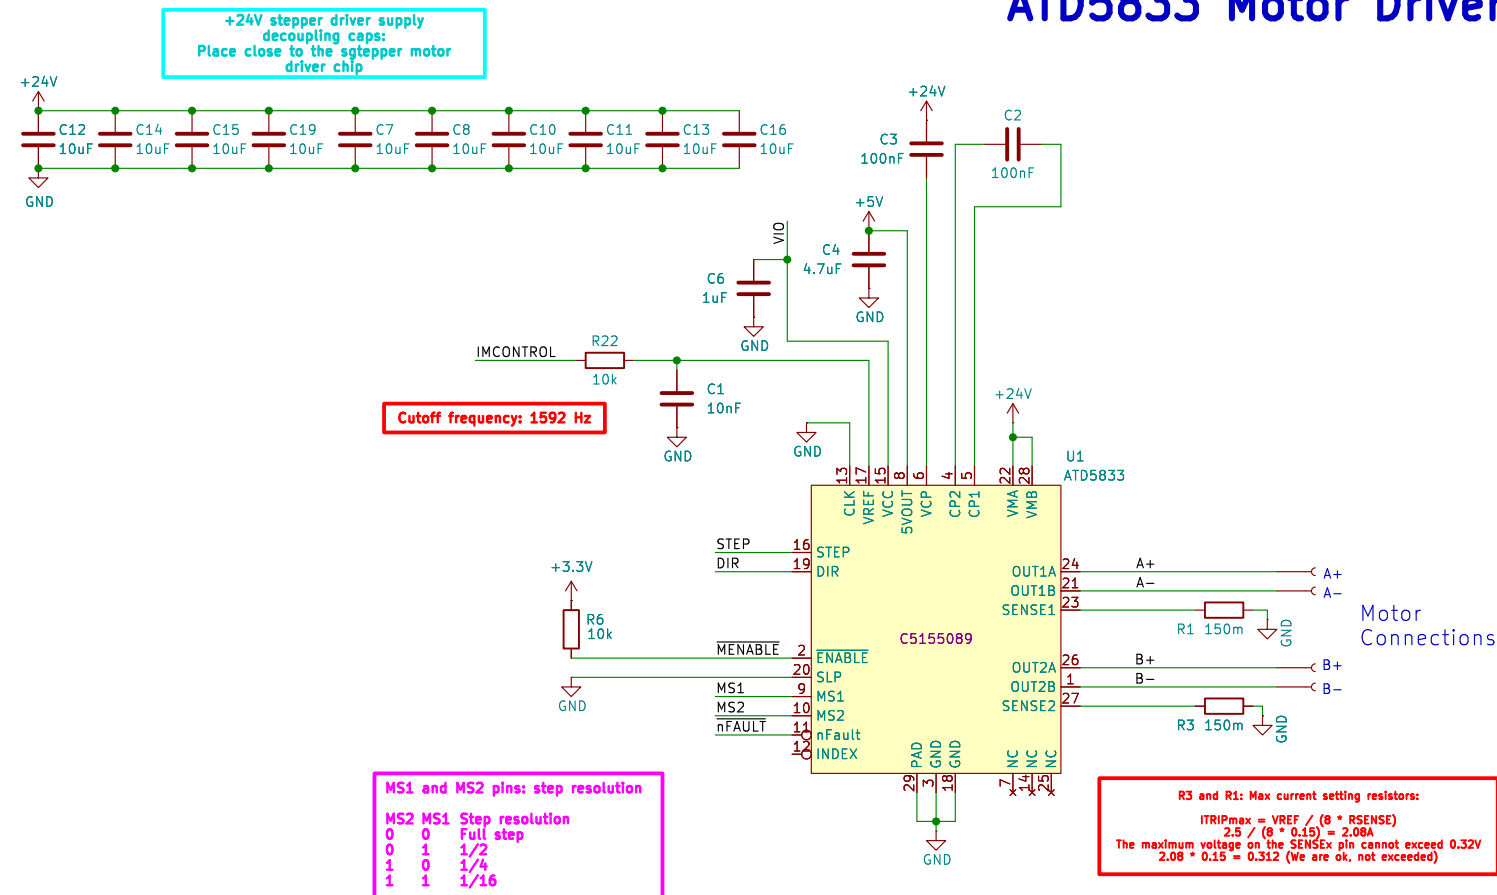 ATD5833 Motor Driver
+24V stepper driver supply
decoupling caps:
Place close to the sgtepper motor
driver chip
+24V
C12
10uF
C14
10uF
C15
10uF
C19
10uF
C7
10uF
C8
10uF
C10
10uF
C11
10uF
C13
10uF
C16
10uF
GND
+24V
C3
100nF
C2
100nF
+5V
C4
4.7uF
GND
VIO
C6
1uF
GND
IMCONTROL
R22
10k
C1
10nF
GND
Cutoff frequency: 1592 Hz
GND
+24V
U1
ATD5833
13
17
15
8
6
4
5
22
28
CLK
VREF
VCC
5VOUT
VCP
CP2
CP1
VMA
VMB
STEP
16
STEP
DIR
19
DIR
+3.3V
R6
10k
MENABLE
2
ENABLE
20
SLP
GND
MS1
9
MS1
MS2
10
MS2
nFAULT
11
nFault
12
INDEX
C5155089
OUT1A
24
A+
A+
OUT1B
21
A-
A-
SENSE1
23
R1 150m
GND
Motor
Connections
OUT2A
26
B+
B+
OUT2B
1
B-
B-
SENSE2
27
R3 150m
GND
PAD
GND
GND
NC
NC
NC
29
3
18
7
14
25
GND
MS1 and MS2 pins: step resolution
MS2 MS1 Step resolution
0 0 Full step
0 1 1/2
1 0 1/4
1 1 1/16
R3 and R1: Max current setting resistors:
ITRIPmax = VREF / (8 * RSENSE)
2.5 / (8 * 0.15) = 2.08A
The maximum voltage on the SENSEx pin cannot exceed 0.32V
2.08 * 0.15 = 0.312 (We are ok, not exceeded)